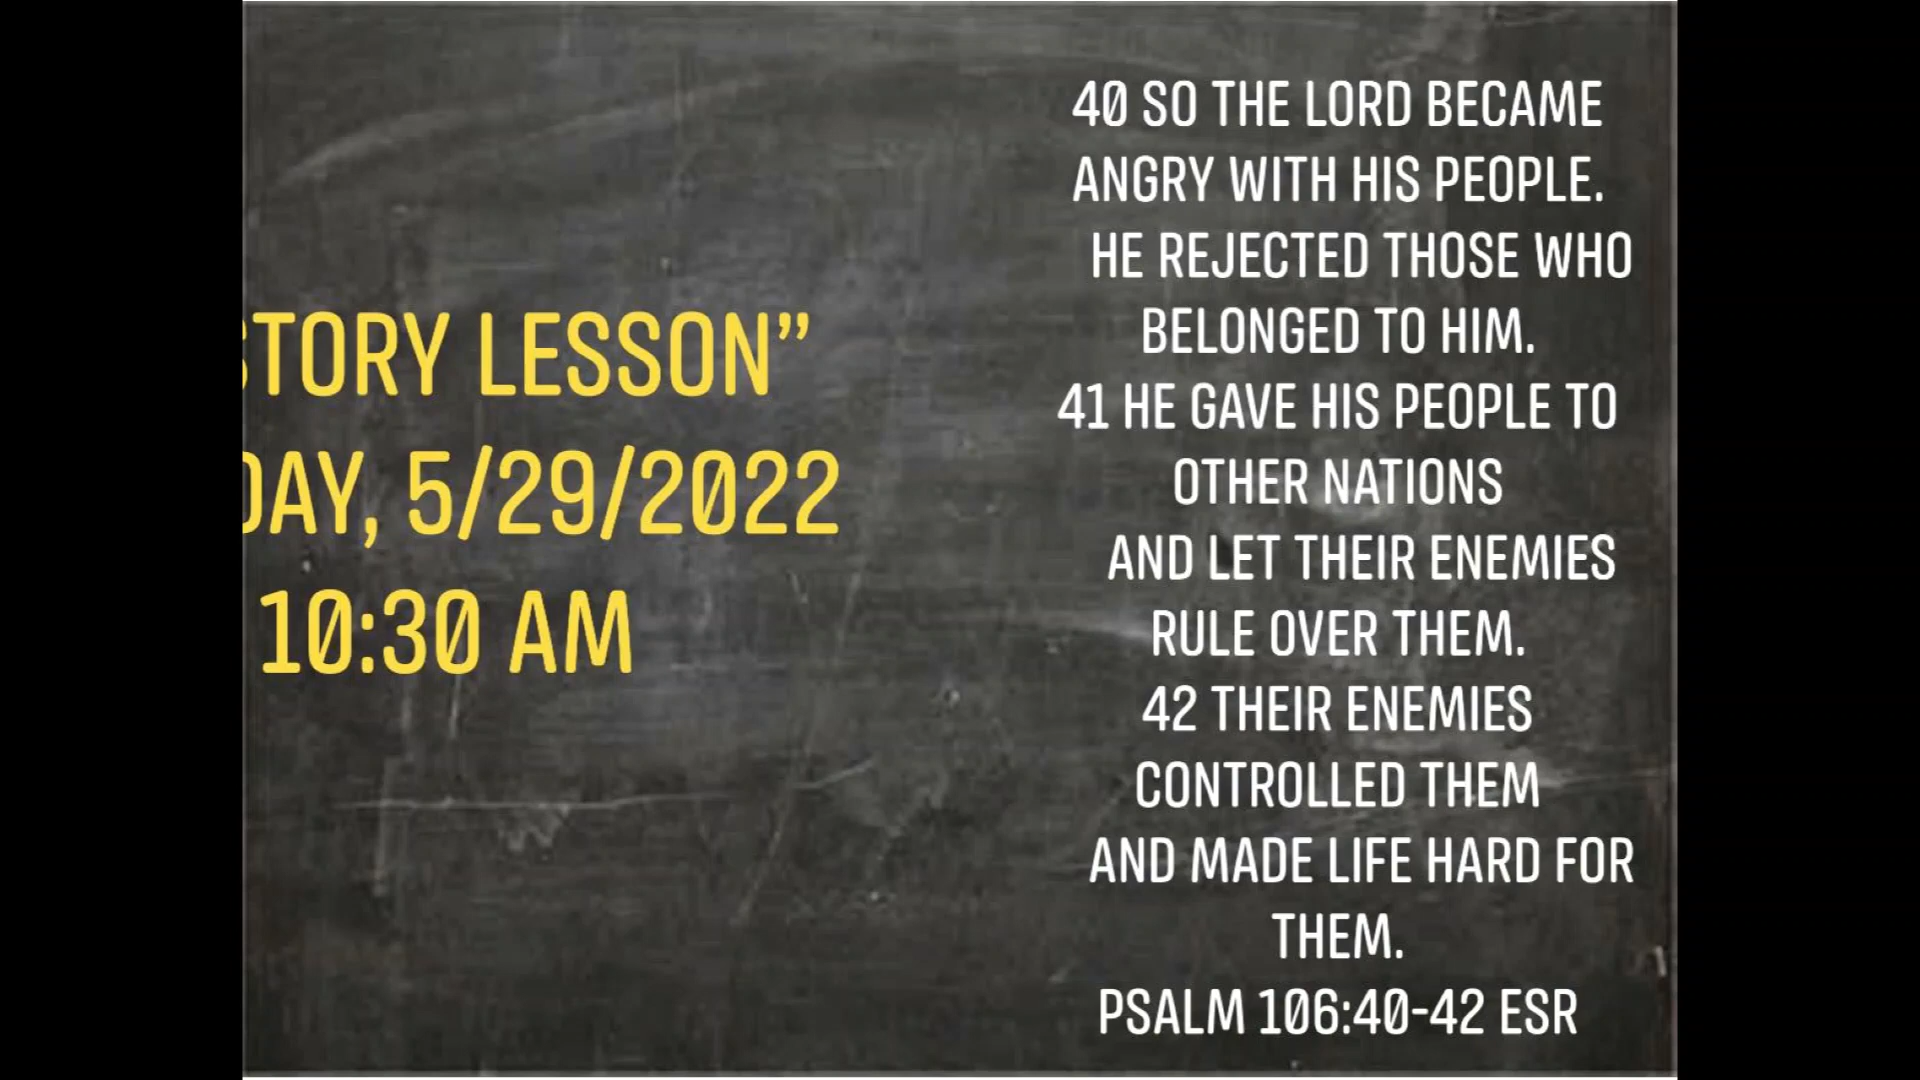 STORY LESSON”
DAY, 5/29/2022
10:30 AM
40 SO THE LORD BECAME
ANGRY WITH HIS PEOPLE.
HE REJECTED THOSE WHO
BELONGED TO HIM.
41 HE GAVE HIS PEOPLE TO
OTHER NATIONS
AND LET THEIR ENEMIES
RULE OVER THEM.
42 THEIR ENEMIES
CONTROLLED THEM
AND MADE LIFE HARD FOR
THEM.
PSALM 106:40-42 ESR